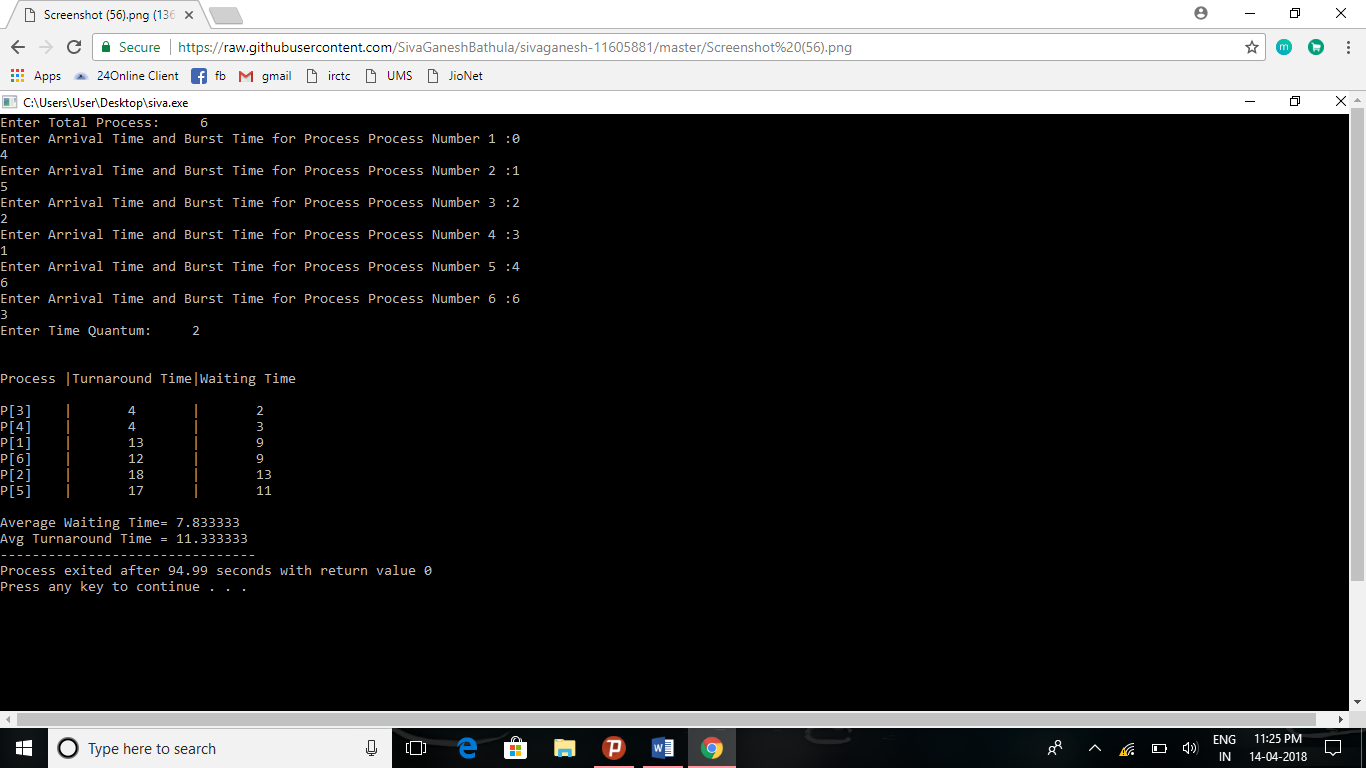 Screenshot (56).png (136
Secure https://raw.githubusercontent.com/SivaGaneshBathula/sivaganesh-11605881/master/Screenshot%20(56).png
m
Apps 24Online Client fb gmail irctc UMS JioNet
C:\Users\User\Desktop\siva.exe
Enter Total Process: 6
Enter Arrival Time and Burst Time for Process Process Number 1 :0
4
Enter Arrival Time and Burst Time for Process Process Number 2 :1
5
Enter Arrival Time and Burst Time for Process Process Number 3 :2
2
Enter Arrival Time and Burst Time for Process Process Number 4 :3
1
Enter Arrival Time and Burst Time for Process Process Number 5 :4
6
Enter Arrival Time and Burst Time for Process Process Number 6 :6
3
Enter Time Quantum: 2
Process |Turnaround Time|Waiting Time
P[3] | 4 | 2
P[4] | 4 | 3
P[1] | 13 | 9
P[6] | 12 | 9
P[2] | 18 | 13
P[5] | 17 | 11
Average Waiting Time= 7.833333
Avg Turnaround Time = 11.333333
--------------------------------
Process exited after 94.99 seconds with return value 0
Press any key to continue . . .
Type here to search
ENG 11:25 PM
IN 14-04-2018